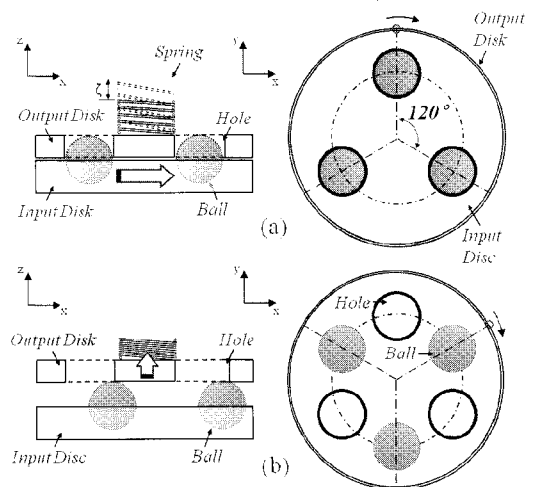 z
x
ζ
Spring
Output Disk
Hole
Input Disk
Ball
(a)
y
x
Output
Disk
120°
Input
Disc
z
x
Output Disk
Hole
Input Disc
Ball
(b)
y
x
Hole
Ball